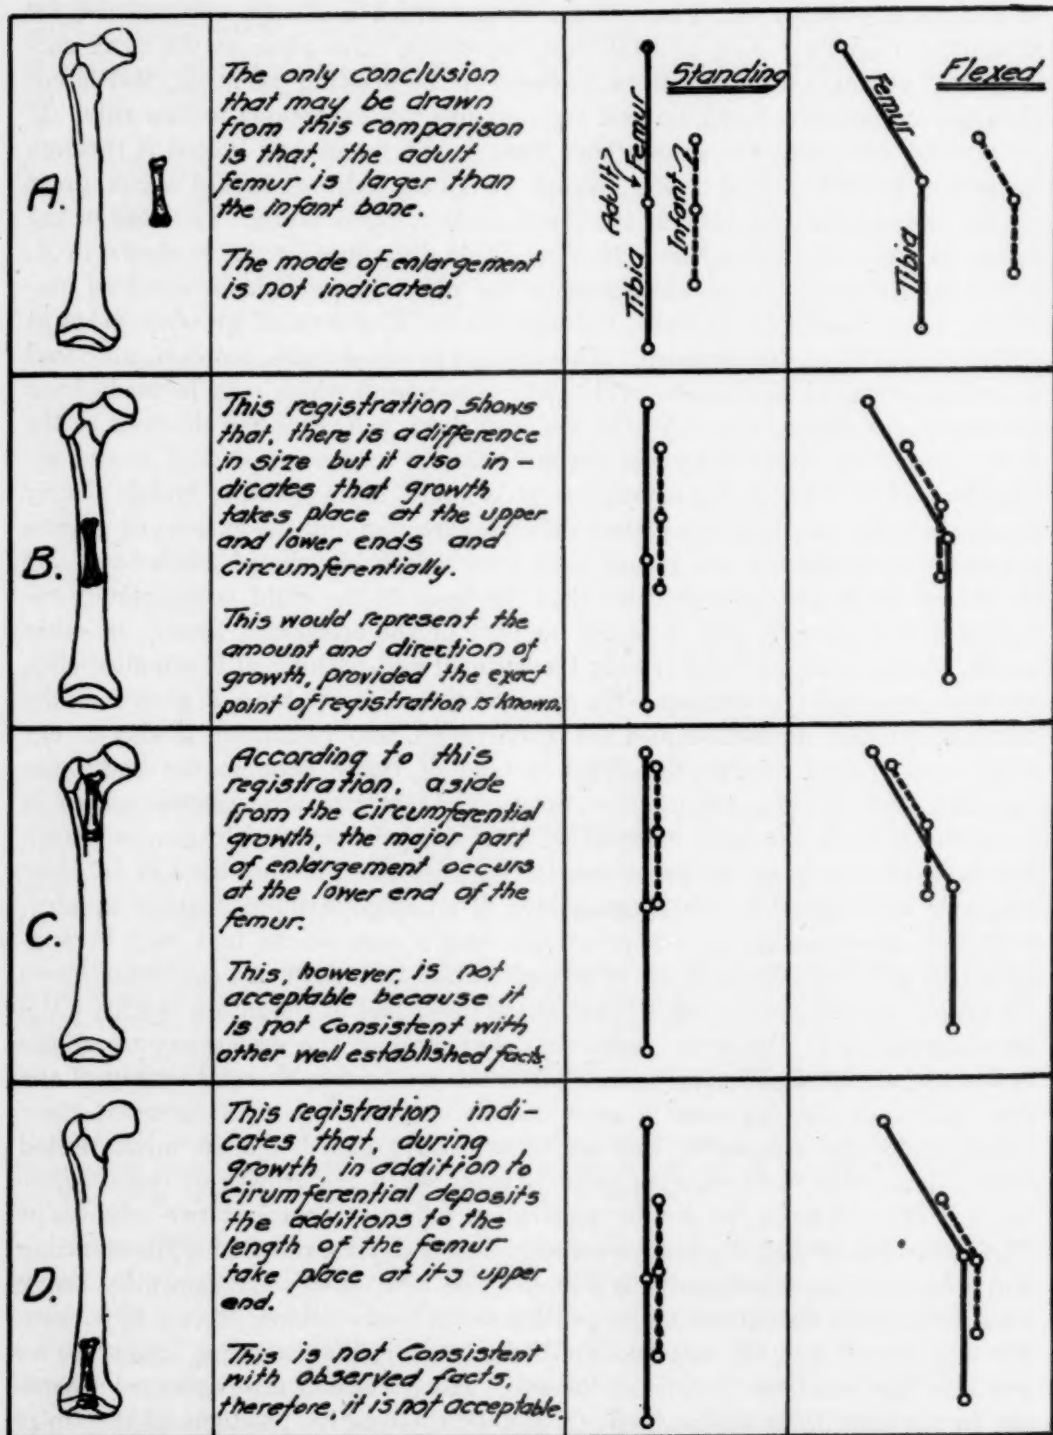 A.
The only conclusion
that may be drawn
from this comparison
is that, the adult
femur is larger than
the infant bone.
The mode of enlargement
is not indicated.
Standing
Adult?
Femur
Infant?
Tibia
Flexed
Femur
Tibia
B.
This registration shows
that, there is a difference
in size but it also in-
dicates that growth
takes place at the upper
and lower ends and
circumferentially.
This would represent the
amount and direction of
growth, provided the exact
point of registration is known.
C.
According to this
registration, aside
from the circumferential
growth, the major part
of enlargement occurs
at the lower end of the
femur.
This, however, is not
acceptable because it
is not Consistent with
other well established facts.
D.
This registration indi-
cates that, during
growth, in addition to
cirumferential deposits
the additions to the
length of the femur
take place at its upper
end.
This is not Consistent
with observed facts,
therefore, it is not acceptable.